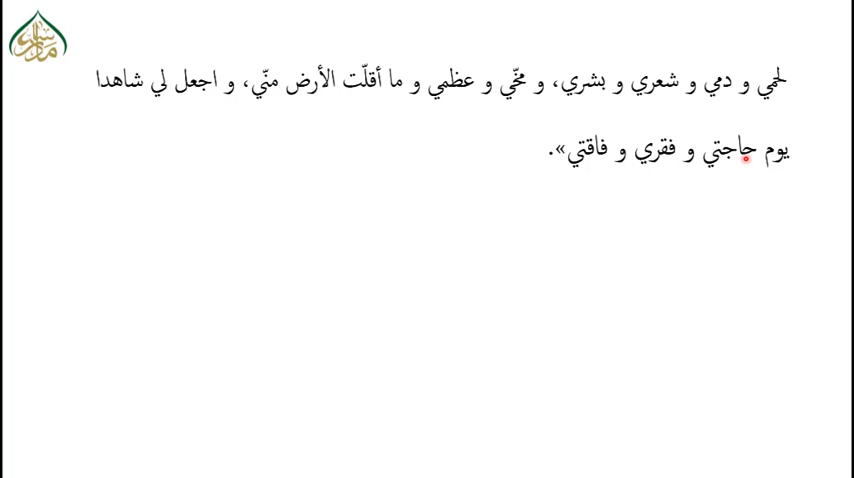 لحمي و دمي و شعري و بشري، و مخّي و عظمي و ما أقلّت الأرض منّي، و اجعل لي شاهدا
يوم حاجتي و فقري و فاقتي».